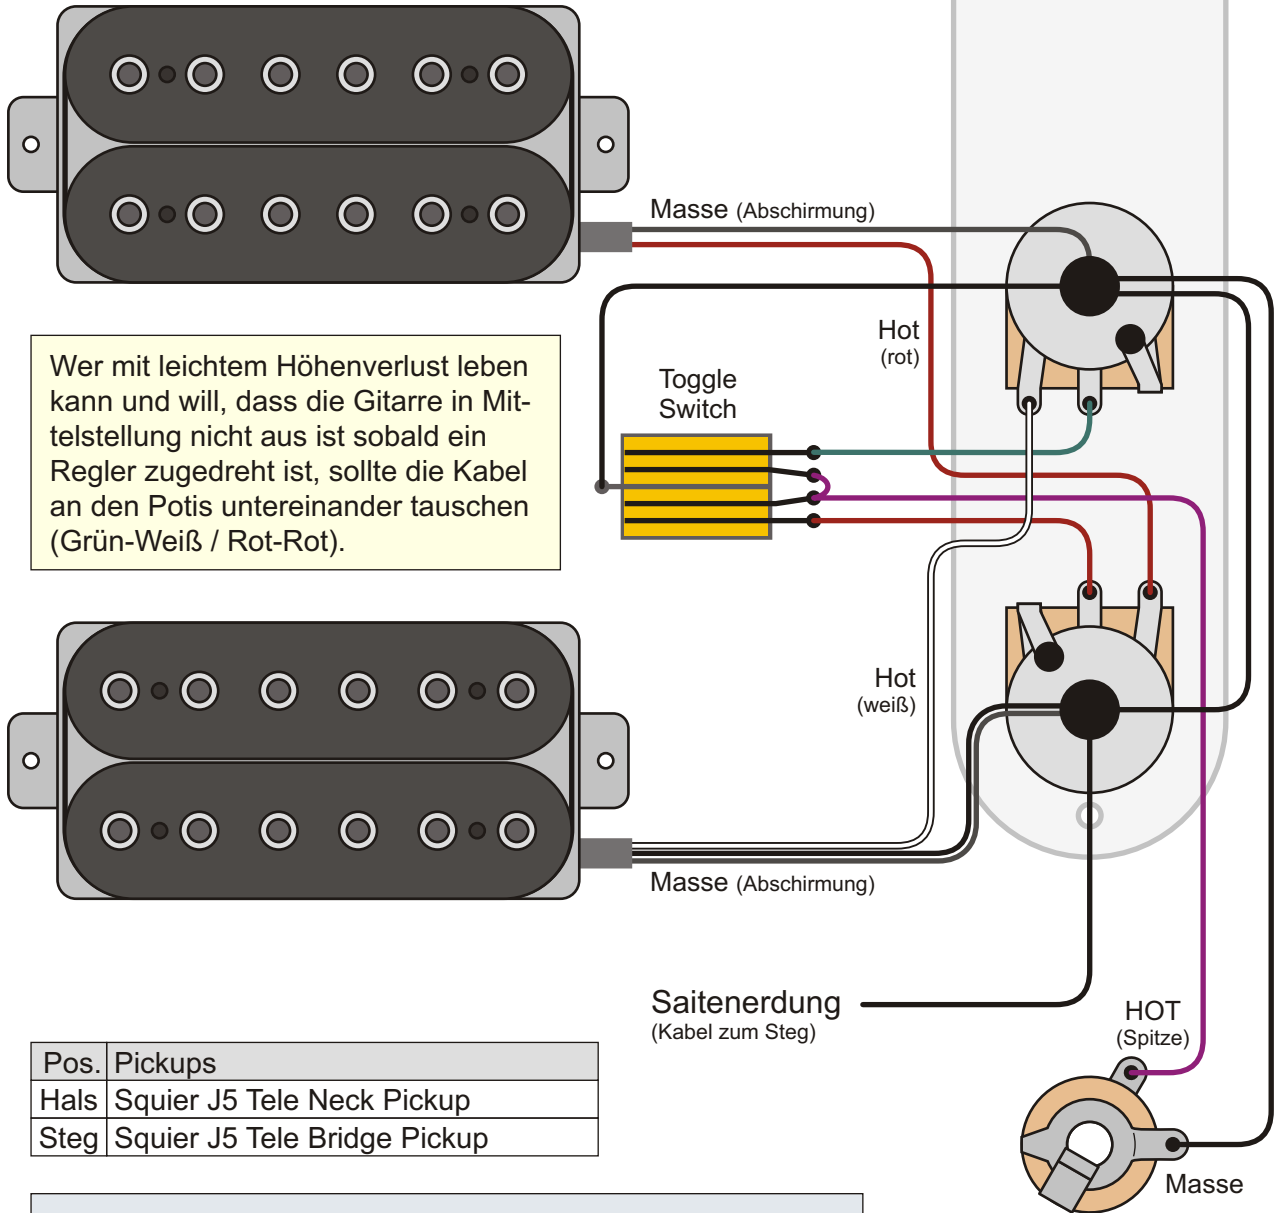 Masse (Abschirmung)
Hot
(rot)
Wer mit leichtem Höhenverlust leben
kann und will, dass die Gitarre in Mit-
telstellung nicht aus ist sobald ein
Regler zugedreht ist, sollte die Kabel
an den Potis untereinander tauschen
(Grün-Weiß / Rot-Rot).
Toggle
Switch
Hot
(weiß)
Masse (Abschirmung)
Saitenerdung
(Kabel zum Steg)
HOT
(Spitze)
Pos. Pickups
Hals Squier J5 Tele Neck Pickup
Steg Squier J5 Tele Bridge Pickup
Masse